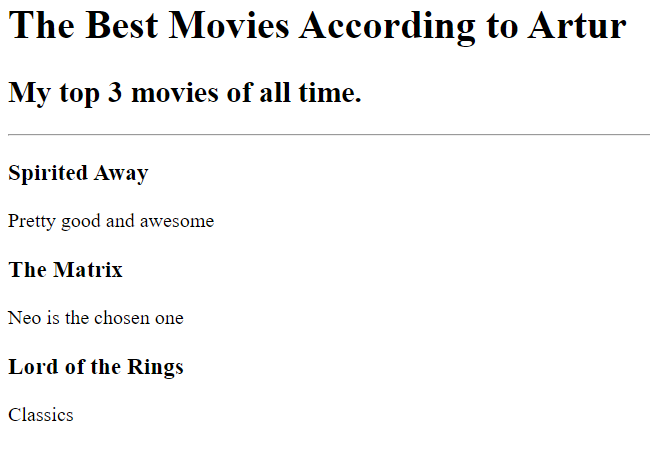 The Best Movies According to Artur
My top 3 movies of all time.
Spirited Away
Pretty good and awesome
The Matrix
Neo is the chosen one
Lord of the Rings
Classics